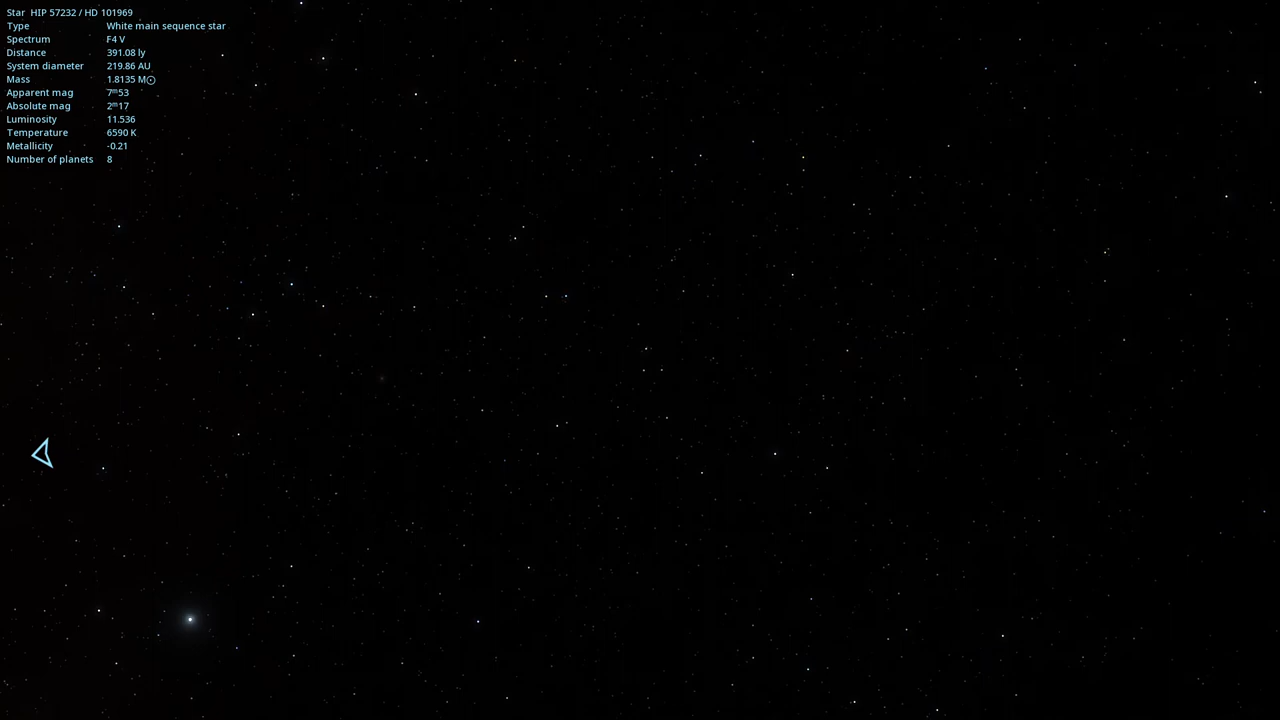 Star HIP 57232 / HD 101969
Type White main sequence star
Spectrum F4 V
Distance 391.08 ly
System diameter 219.86 AU
Mass 1.8135 M☉
Apparent mag 7ᵐ53
Absolute mag 2ᵐ17
Luminosity 11.536
Temperature 6590 K
Metallicity -0.21
Number of planets 8